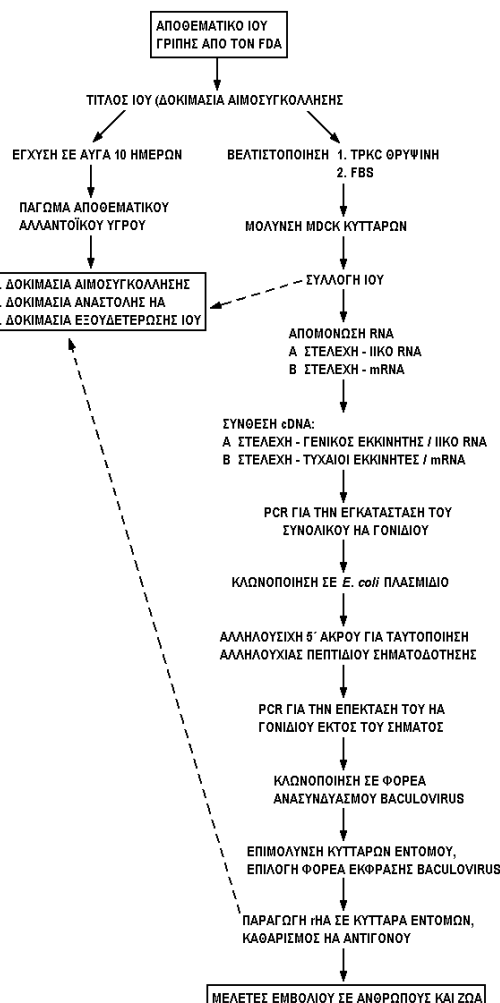 ΑΠΟΘΕΜΑΤΙΚΟ ΙΟΥ
ΓΡΙΠΗΣ ΑΠΟ ΤΟΝ FDA
ΤΙΤΛΟΣ ΙΟΥ (ΔΟΚΙΜΑΣΙΑ ΑΙΜΟΣΥΓΚΟΛΛΗΣΗΣ
ΕΓΧΥΣΗ ΣΕ ΑΥΓΑ 10 ΗΜΕΡΩΝ
ΠΑΓΩΜΑ ΑΠΟΘΕΜΑΤΙΚΟΥ
ΑΛΛΑΝΤΟΪΚΟΥ ΥΓΡΟΥ
. ΔΟΚΙΜΑΣΙΑ ΑΙΜΟΣΥΓΚΟΛΛΗΣΗΣ
. ΔΟΚΙΜΑΣΙΑ ΑΝΑΣΤΟΛΗΣ ΗΑ
. ΔΟΚΙΜΑΣΙΑ ΕΞΟΥΔΕΤΕΡΩΣΗΣ ΙΟΥ
ΒΕΛΤΙΣΤΟΠΟΙΗΣΗ 1. ΤΡΚC ΘΡΥΨΙΝΗ
2. FBS
ΜΟΛΥΝΣΗ MDCK ΚΥΤΤΑΡΩΝ
ΣΥΛΛΟΓΗ ΙΟΥ
ΑΠΟΜΟΝΩΣΗ RNA
Α ΣΤΕΛΕΧΗ - ΙΙΚΟ RNA
Β ΣΤΕΛΕΧΗ - mRNA
ΣΥΝΘΕΣΗ cDNA:
Α ΣΤΕΛΕΧΗ - ΓΕΝΙΚΟΣ ΕΚΚΙΝΗΤΗΣ / ΙΙΚΟ RNA
Β ΣΤΕΛΕΧΗ - ΤΥΧΑΙΟΙ ΕΚΚΙΝΗΤΕΣ / mRNA
PCR ΓΙΑ ΤΗΝ ΕΓΚΑΤΑΣΤΑΣΗ ΤΟΥ
ΣΥΝΟΛΙΚΟΥ ΗΑ ΓΟΝΙΔΙΟΥ
ΚΛΩΝΟΠΟΙΗΣΗ ΣΕ E. coli ΠΛΑΣΜΙΔΙΟ
ΑΛΛΗΛΟΥΣΙΧΗ 5΄ ΑΚΡΟΥ ΓΙΑ ΤΑΥΤΟΠΟΙΗΣΗ
ΑΛΛΗΛΟΥΧΙΑΣ ΠΕΠΤΙΔΙΟΥ ΣΗΜΑΤΟΔΟΤΗΣΗΣ
PCR ΓΙΑ ΤΗΝ ΕΠΕΚΤΑΣΗ ΤΟΥ ΗΑ
ΓΟΝΙΔΙΟΥ ΕΚΤΟΣ ΤΟΥ ΣΗΜΑΤΟΣ
ΚΛΩΝΟΠΟΙΗΣΗ ΣΕ ΦΟΡΕΑ
ΑΝΑΣΥΝΔΥΑΣΜΟΥ BACULOVIRUS
ΕΠΙΜΟΛΥΝΣΗ ΚΥΤΤΑΡΩΝ ΕΝΤΟΜΟΥ,
ΕΠΙΛΟΓΗ ΦΟΡΕΑ ΕΚΦΡΑΣΗΣ BACULOVIRUS
ΠΑΡΑΓΩΓΗ rHA ΣΕ ΚΥΤΤΑΡΑ ΕΝΤΟΜΩΝ,
ΚΑΘΑΡΙΣΜΟΣ ΗΑ ΑΝΤΙΓΟΝΟΥ
ΜΕΛΕΤΕΣ ΕΜΒΟΛΙΟΥ ΣΕ ΑΝΘΡΩΠΟΥΣ ΚΑΙ ΖΩΑ